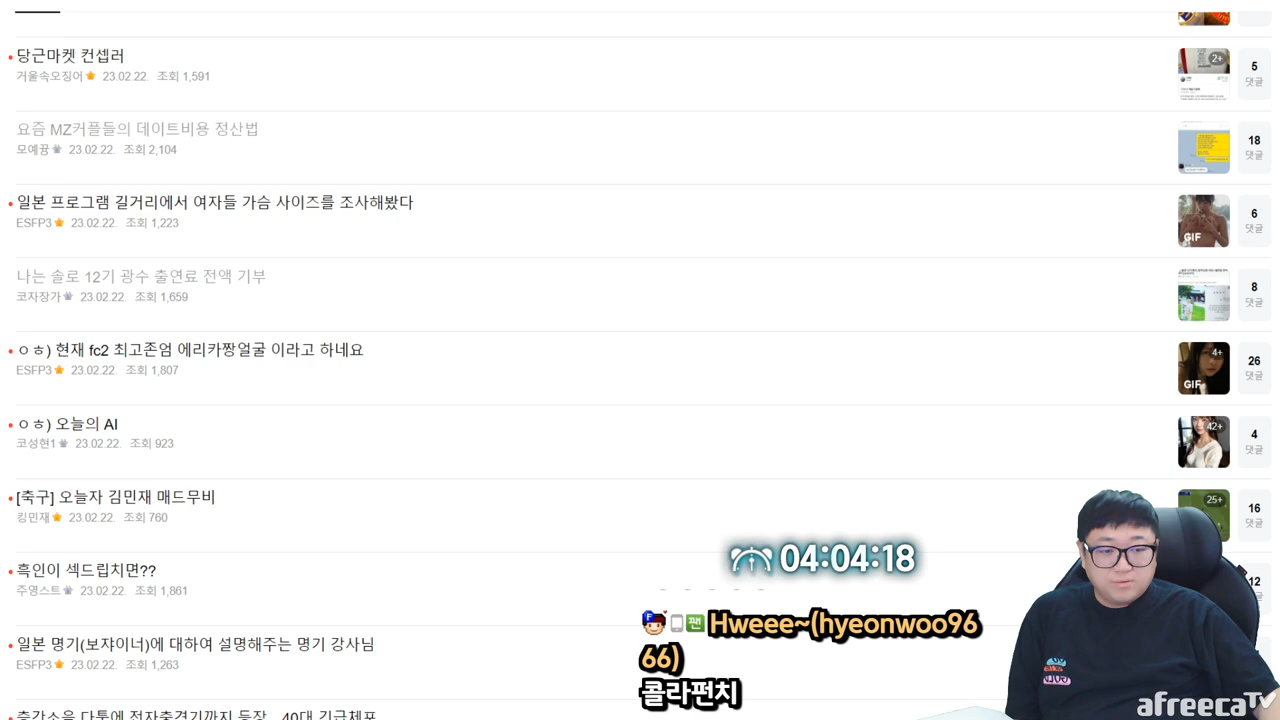 당근마켓 컨셉러
거울속오징어 23.02.22. 조회 1,591
2+
5
댓글
요즘 MZ커플들의 데이트비용 정산법
모예끔 23.02.22. 조회 2,104
18
댓글
일본 프로그램 길거리에서 여자들 가슴 사이즈를 조사해봤다
ESFP3 23.02.22. 조회 1,223
GIF
6
댓글
나는 솔로 12기 광수 출연로 전액 기부
코자장가 23.02.22. 조회 1,659
8
댓글
ㅇㅎ) 현재 fc2 최고존엄 에리카짱얼굴 이라고 하네요
ESFP3 23.02.22. 조회 1,807
4+
GIF
26
댓글
ㅇㅎ) 오늘의 AI
코성현1 23.02.22. 조회 923
42+
4
댓글
[축구] 오늘자 김민재 매드무비
킹민재 23.02.22. 조회 760
25+
16
댓글
흑인이 섹드립치면??
주영스트 23.02.22. 조회 1,861
12
일본 명기(보쟈이너)에 대하여 설명해주는 명기 강사님
ESFP3 23.02.22. 조회 1,263
04:04:18
F
팬 Hweee~(hyeonwoo96
66)
콜라펀치
afreecaTV